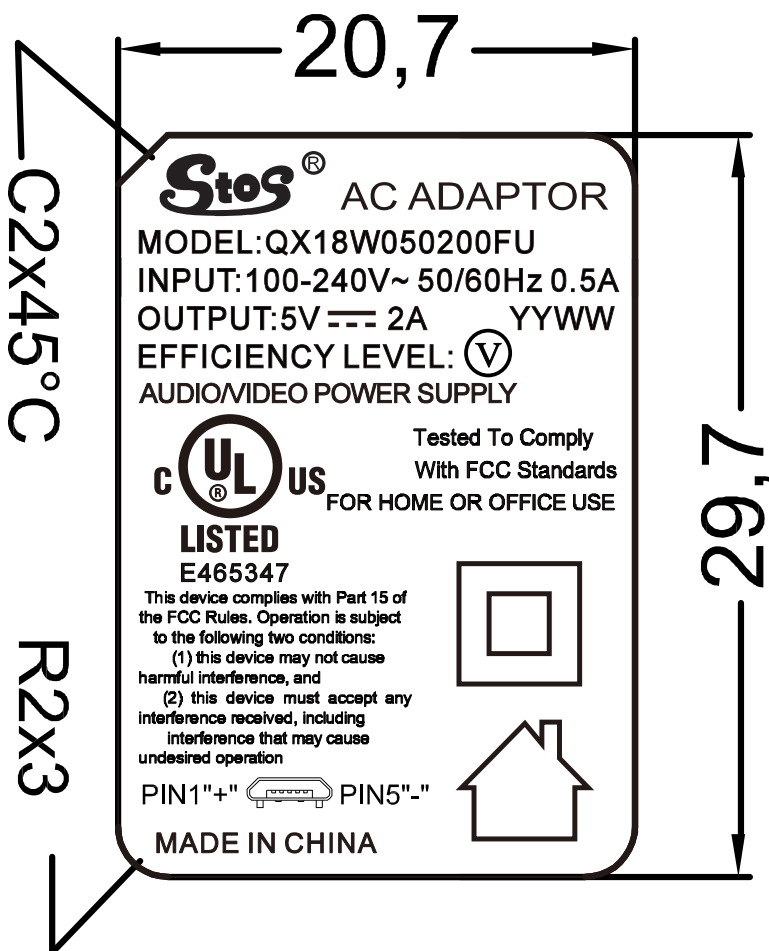 20,7
Stos® AC ADAPTOR
MODEL:QX18W050200FU
INPUT:100-240V~ 50/60Hz 0.5A
OUTPUT:5V ⎓ 2A YYWW
EFFICIENCY LEVEL: Ⓥ
AUDIO/VIDEO POWER SUPPLY
C UL® US
LISTED
E465347
Tested To Comply
With FCC Standards
FOR HOME OR OFFICE USE
This device complies with Part 15 of
the FCC Rules. Operation is subject
to the following two conditions:
(1) this device may not cause
harmful interference, and
(2) this device must accept any
interference received, including
interference that may cause
undesired operation
PIN1"+" PIN5"-"
MADE IN CHINA
C2x45°C
R2x3
29,7